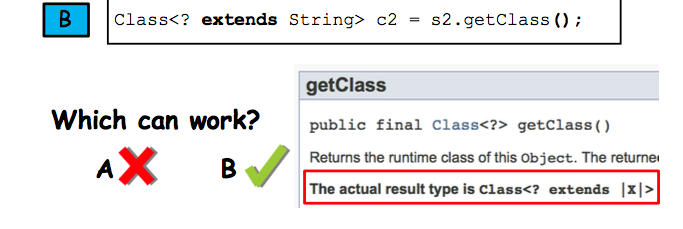 B
Class<? extends String> c2 = s2.getClass();
getClass
Which can work?
public final Class<?> getClass()
A B
Returns the runtime class of this Object. The returne
The actual result type is Class<? extends |X|>